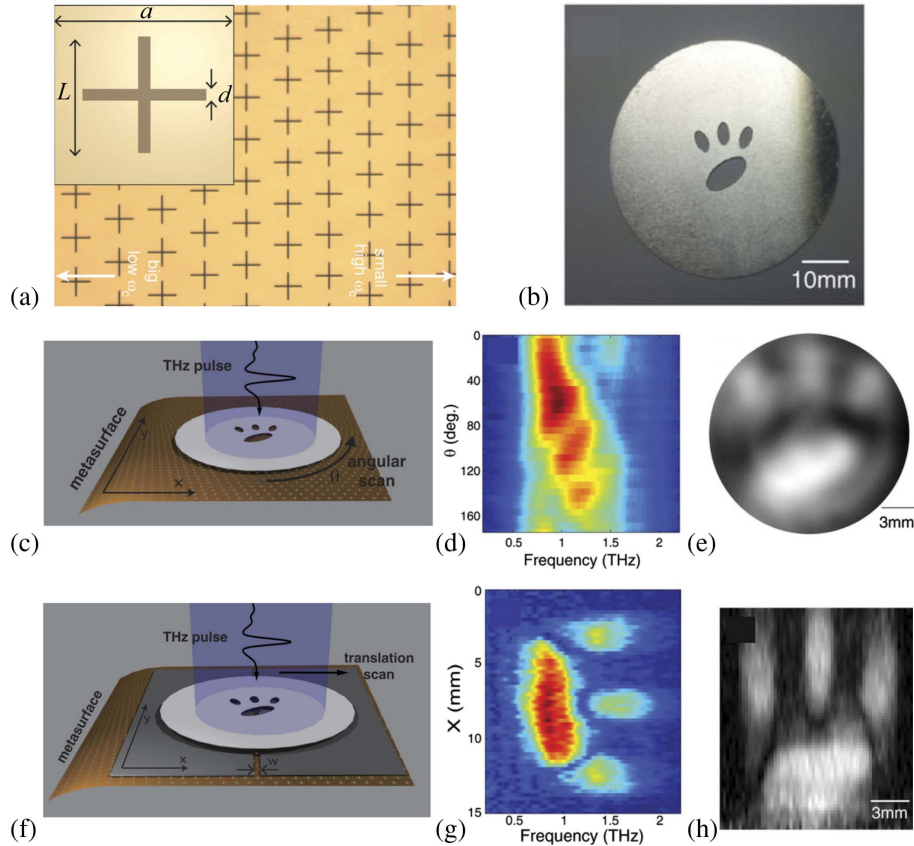 a
L
d
big
low ω_c
small
high ω_c
(a)
10mm
(b)
THz pulse
metasurface
y
x
angular
scan
θ
(c)
0
40
80
120
160
θ (deg.)
0.5
1
1.5
2
Frequency (THz)
(d)
3mm
(e)
THz pulse
translation
scan
metasurface
y
x
w
(f)
0
5
10
15
X (mm)
0.5
1
1.5
2
Frequency (THz)
(g)
3mm
(h)